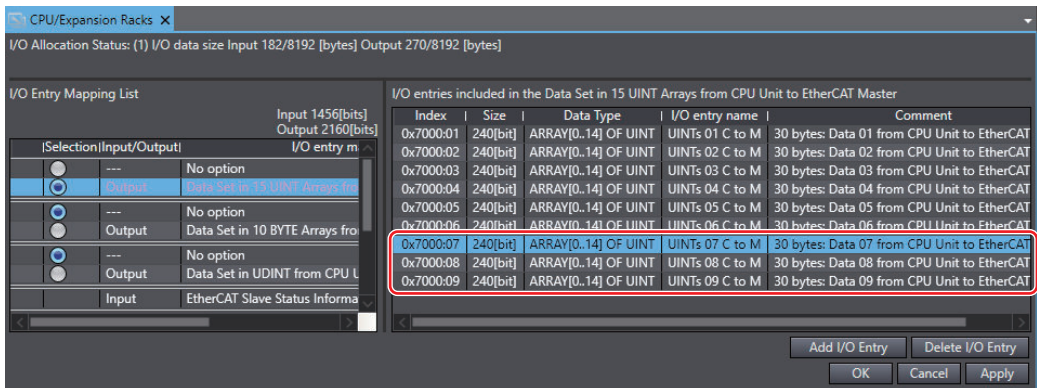 CPU/Expansion Racks
I/O Allocation Status: (1) I/O data size Input 182/8192 [bytes] Output 270/8192 [bytes]
I/O Entry Mapping List
Input 1456[bits]
Output 2160[bits]
Selection Input/Output I/O entry m
--- No option
Output Data Set in 15 UINT Arrays fro
--- No option
Output Data Set in 10 BYTE Arrays fro
--- No option
Output Data Set in UDINT from CPU
Input EtherCAT Slave Status Informa
I/O entries included in the Data Set in 15 UINT Arrays from CPU Unit to EtherCAT Master
Index Size Data Type I/O entry name Comment
0x7000:01 240[bit] ARRAY[0..14] OF UINT UINTs 01 C to M 30 bytes: Data 01 from CPU Unit to EtherCAT
0x7000:02 240[bit] ARRAY[0..14] OF UINT UINTs 02 C to M 30 bytes: Data 02 from CPU Unit to EtherCAT
0x7000:03 240[bit] ARRAY[0..14] OF UINT UINTs 03 C to M 30 bytes: Data 03 from CPU Unit to EtherCAT
0x7000:04 240[bit] ARRAY[0..14] OF UINT UINTs 04 C to M 30 bytes: Data 04 from CPU Unit to EtherCAT
0x7000:05 240[bit] ARRAY[0..14] OF UINT UINTs 05 C to M 30 bytes: Data 05 from CPU Unit to EtherCAT
0x7000:06 240[bit] ARRAY[0..14] OF UINT UINTs 06 C to M 30 bytes: Data 06 from CPU Unit to EtherCAT
0x7000:07 240[bit] ARRAY[0..14] OF UINT UINTs 07 C to M 30 bytes: Data 07 from CPU Unit to EtherCAT
0x7000:08 240[bit] ARRAY[0..14] OF UINT UINTs 08 C to M 30 bytes: Data 08 from CPU Unit to EtherCAT
0x7000:09 240[bit] ARRAY[0..14] OF UINT UINTs 09 C to M 30 bytes: Data 09 from CPU Unit to EtherCAT
Add I/O Entry Delete I/O Entry
OK Cancel Apply